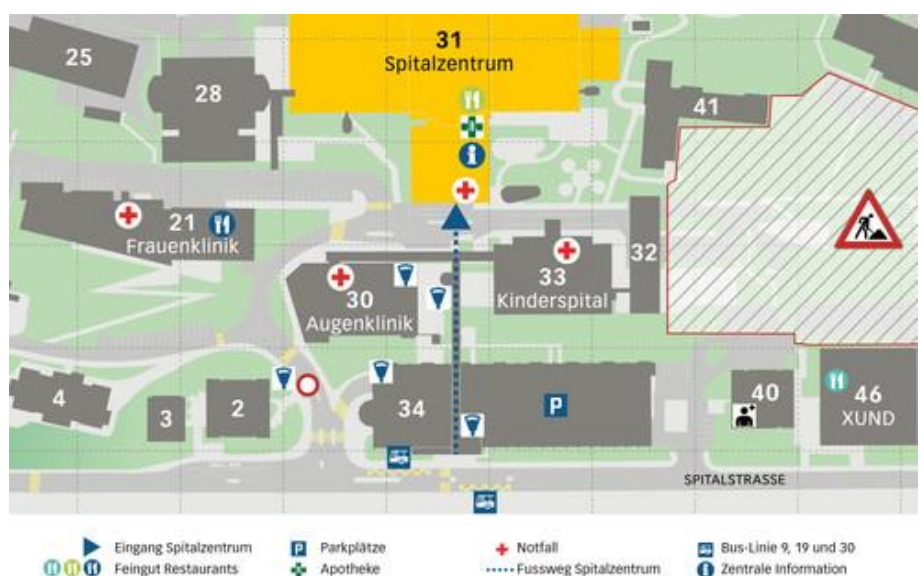 31
Spitalzentrum
25
28
41
21
Frauenklinik
32
33
Kinderspital
30
Augenklinik
4
3
2
34
P
40
46
XUND
SPITALSTRASSE
Eingang Spitalzentrum
P Parkplätze
Notfall
Bus-Linie 9, 19 und 30
Feingut Restaurants
Apotheke
Fussweg Spitalzentrum
i Zentrale Information